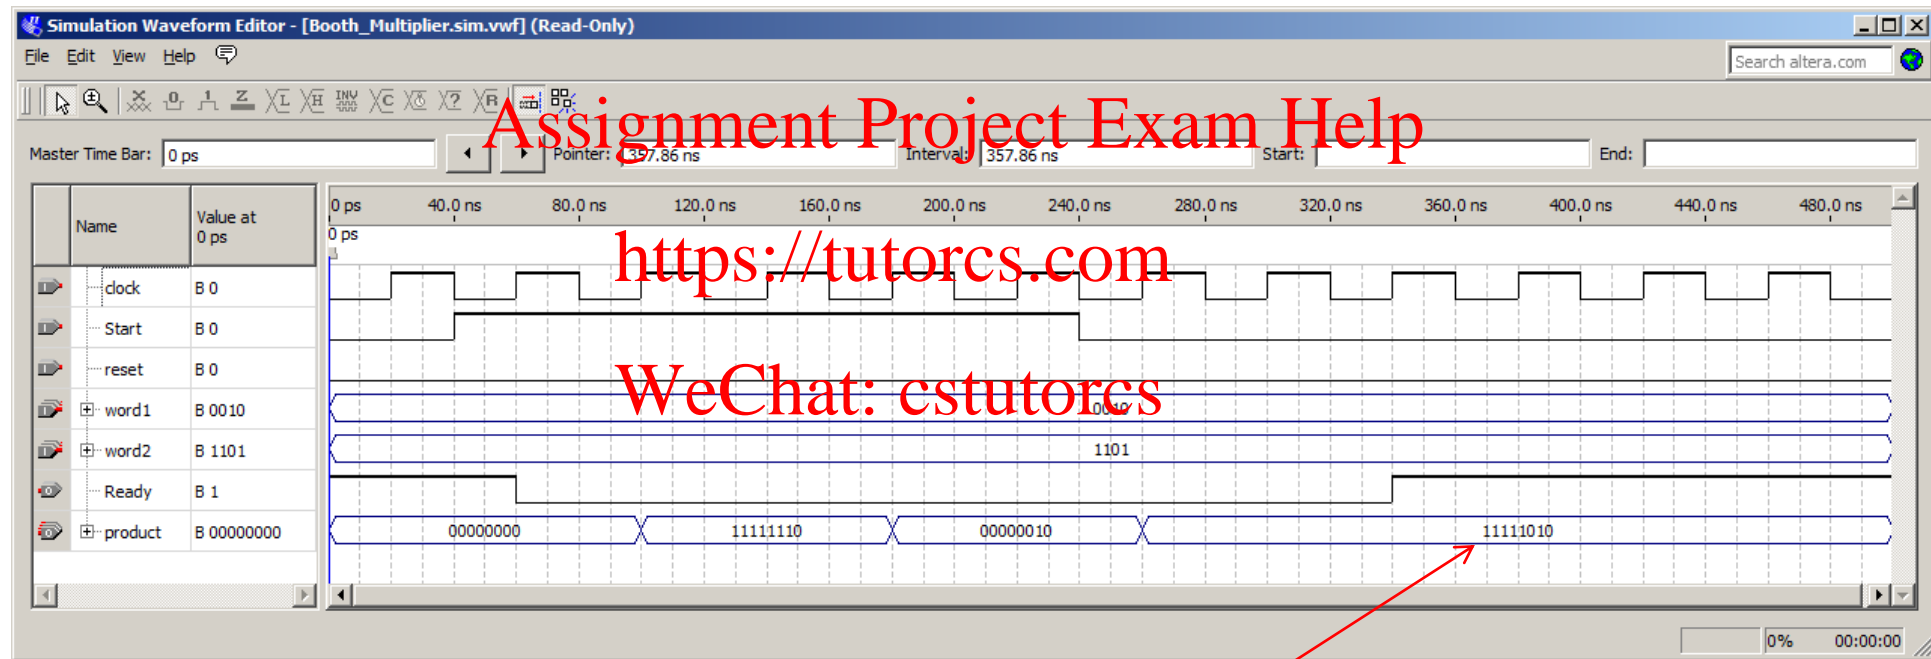 Simulation Waveform Editor - [Booth_Multiplier.sim.vwf] (Read-Only)
File Edit View Help
Search altera.com
Assignment Project Exam Help
Master Time Bar: 0 ps Pointer: 357.86 ns Interval: 357.86 ns Start: End:
Name Value at 0 ps
0 ps 40.0 ns 80.0 ns 120.0 ns 160.0 ns 200.0 ns 240.0 ns 280.0 ns 320.0 ns 360.0 ns 400.0 ns 440.0 ns 480.0 ns
0 ps
https://tutorcs.com
clock B 0
Start B 0
reset B 0
WeChat: cstutorcs
word1 B 0010 0010
word2 B 1101 1101
Ready B 1
product B 00000000 00000000 11111110 00000010 11111010
0% 00:00:00